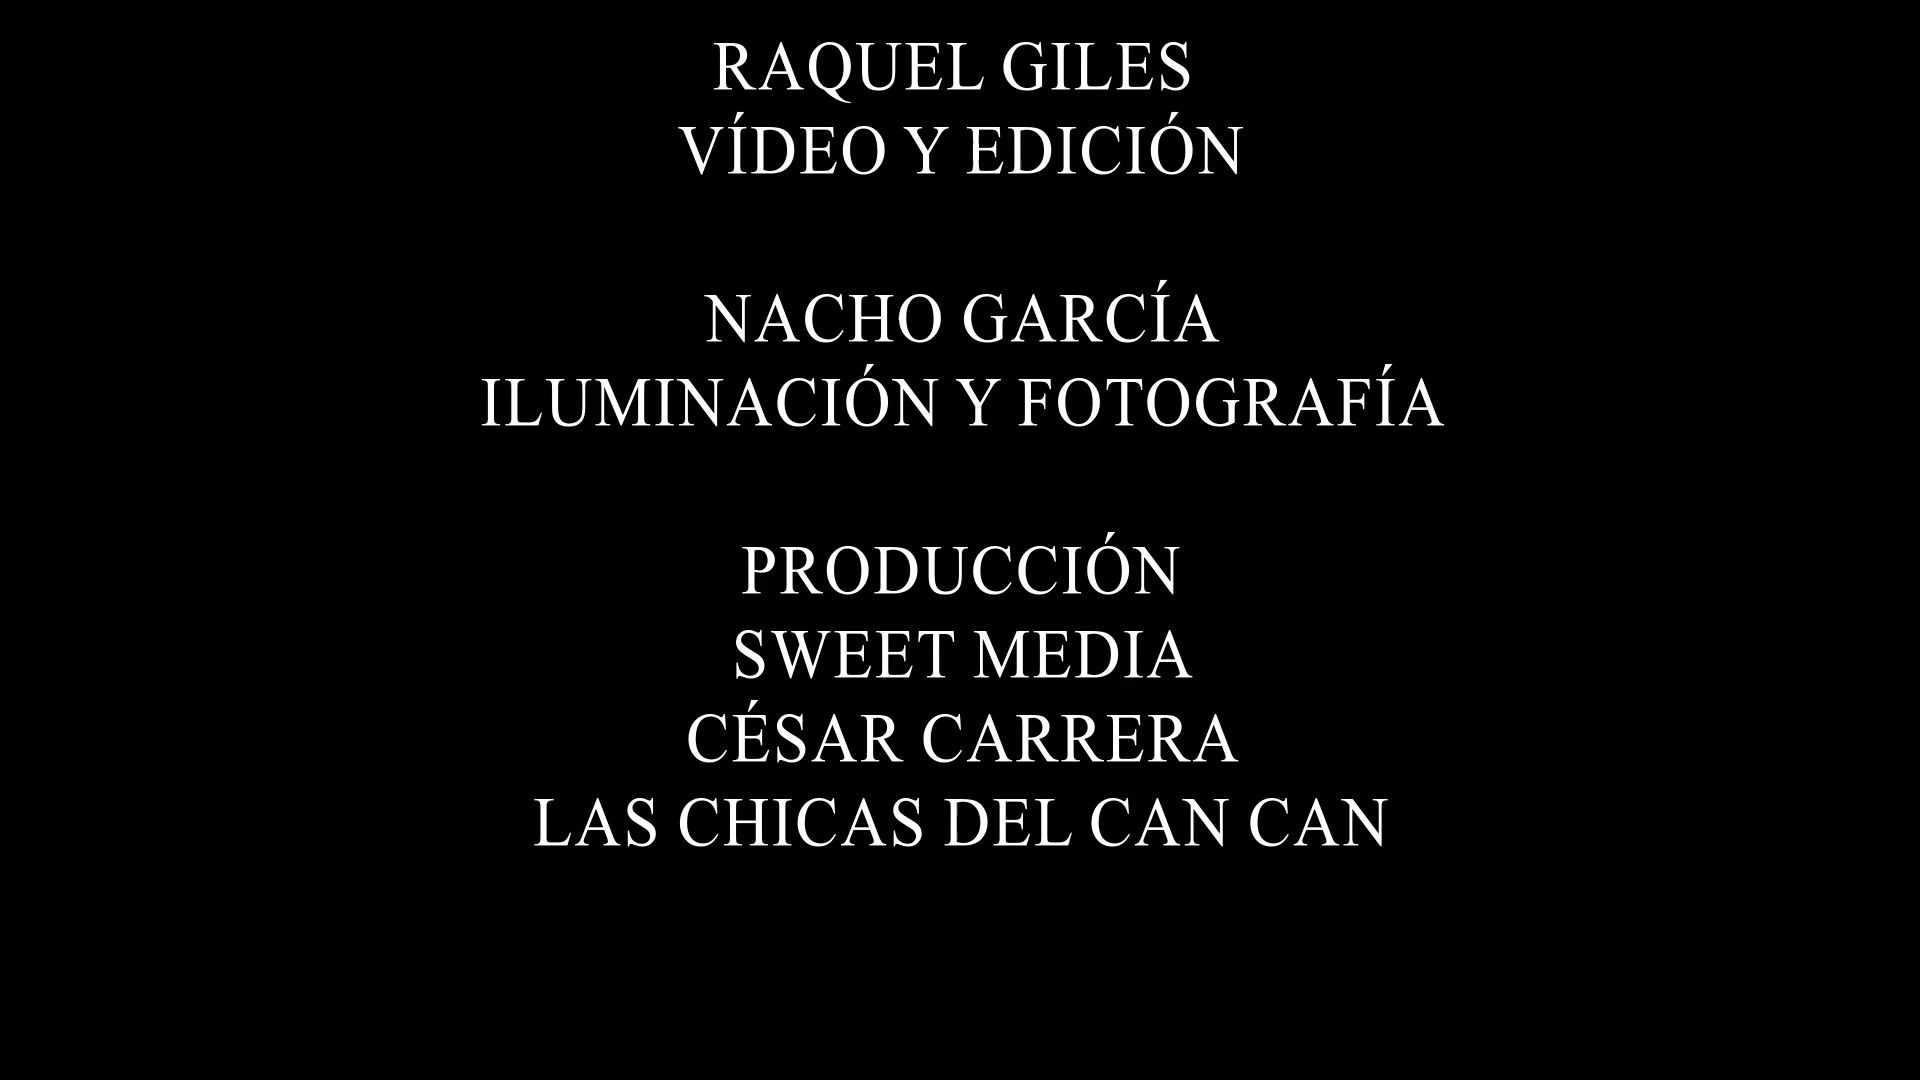 RAQUEL GILES
VÍDEO Y EDICIÓN
NACHO GARCÍA
ILUMINACIÓN Y FOTOGRAFÍA
PRODUCCIÓN
SWEET MEDIA
CÉSAR CARRERA
LAS CHICAS DEL CAN CAN